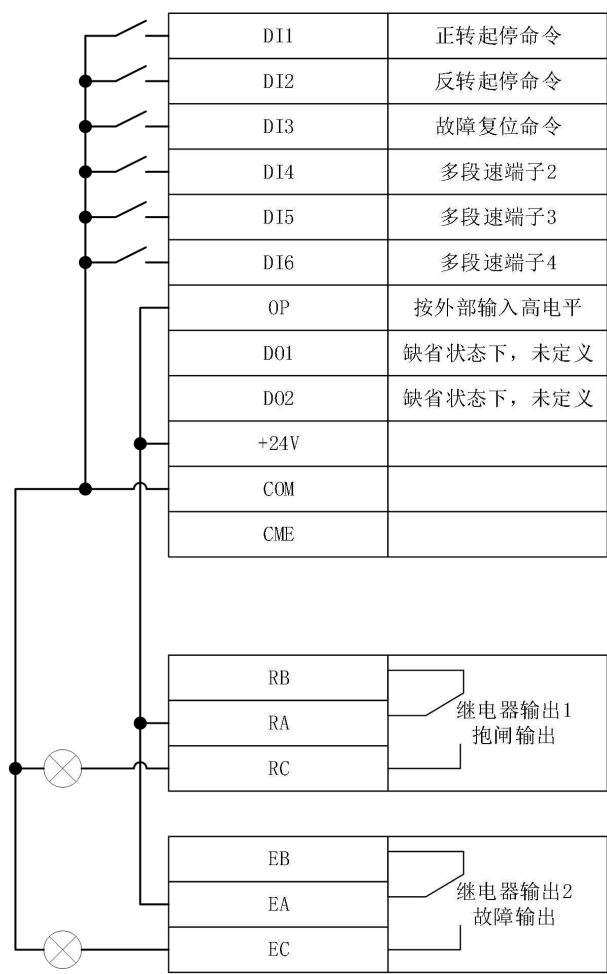 DI1 正转起停命令
DI2 反转起停命令
DI3 故障复位命令
DI4 多段速端子2
DI5 多段速端子3
DI6 多段速端子4
OP 按外部输入高电平
DO1 缺省状态下，未定义
DO2 缺省状态下，未定义
+24V
COM
CME
RB
RA
RC
继电器输出1
抱闸输出
EB
EA
EC
继电器输出2
故障输出